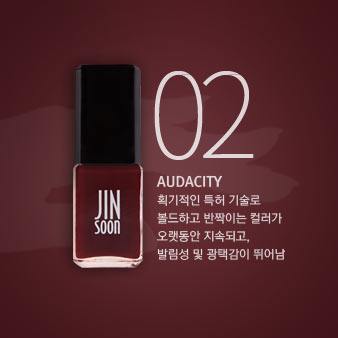 02
JIN
soon
AUDACITY
획기적인 특허 기술로
볼드하고 반짝이는 컬러가
오랫동안 지속되고,
발림성 및 광택감이 뛰어남